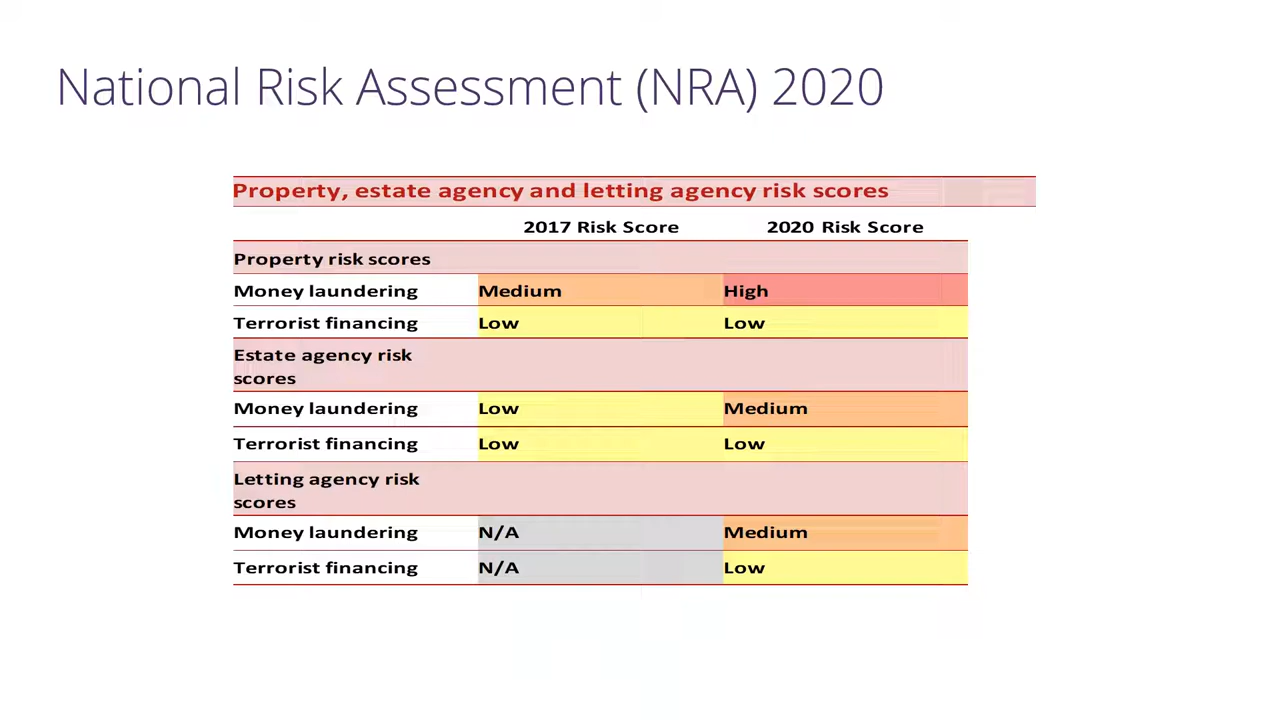 National Risk Assessment (NRA) 2020
Property, estate agency and letting agency risk scores
2017 Risk Score 2020 Risk Score
Property risk scores
Money laundering Medium High
Terrorist financing Low Low
Estate agency risk
scores
Money laundering Low Medium
Terrorist financing Low Low
Letting agency risk
scores
Money laundering N/A Medium
Terrorist financing N/A Low